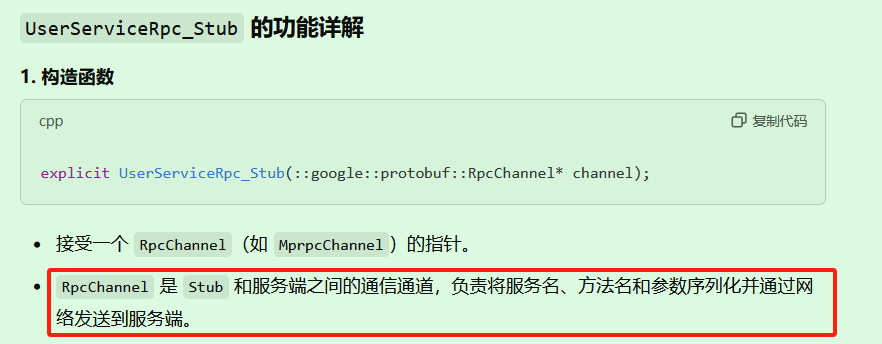 UserServiceRpc_Stub 的功能详解
1. 构造函数
cpp
复制代码
explicit UserServiceRpc_Stub(::google::protobuf::RpcChannel* channel);
接受一个 RpcChannel（如 MprpcChannel）的指针。
RpcChannel 是 Stub 和服务端之间的通信通道，负责将服务名、方法名和参数序列化并通过网
络发送到服务端。